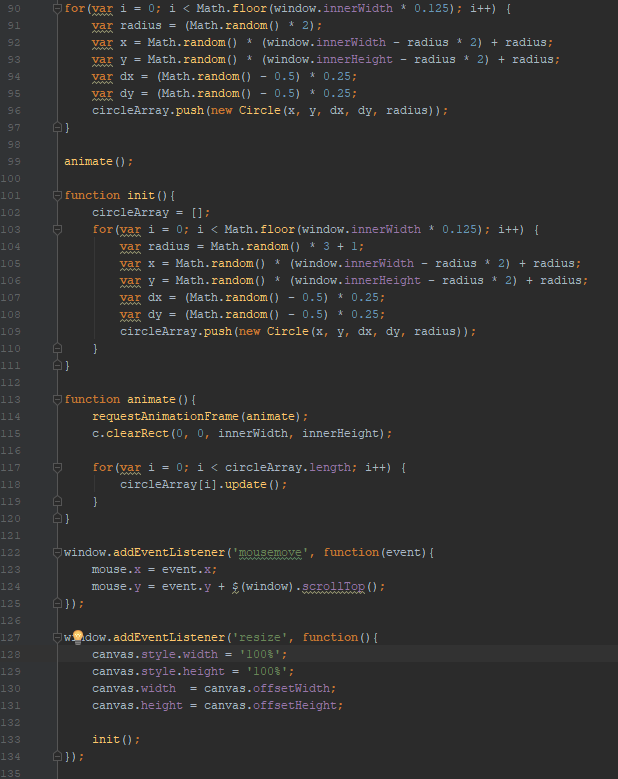 90 for(var i = 0; i < Math.floor(window.innerWidth * 0.125); i++) {
91     var radius = (Math.random() * 2);
92     var x = Math.random() * (window.innerWidth - radius * 2) + radius;
93     var y = Math.random() * (window.innerHeight - radius * 2) + radius;
94     var dx = (Math.random() - 0.5) * 0.25;
95     var dy = (Math.random() - 0.5) * 0.25;
96     circleArray.push(new Circle(x, y, dx, dy, radius));
97 }
98
99 animate();
100
101 function init(){
102     circleArray = [];
103     for(var i = 0; i < Math.floor(window.innerWidth * 0.125); i++) {
104         var radius = Math.random() * 3 + 1;
105         var x = Math.random() * (window.innerWidth - radius * 2) + radius;
106         var y = Math.random() * (window.innerHeight - radius * 2) + radius;
107         var dx = (Math.random() - 0.5) * 0.25;
108         var dy = (Math.random() - 0.5) * 0.25;
109         circleArray.push(new Circle(x, y, dx, dy, radius));
110     }
111 }
112
113 function animate(){
114     requestAnimationFrame(animate);
115     c.clearRect(0, 0, innerWidth, innerHeight);
116
117     for(var i = 0; i < circleArray.length; i++) {
118         circleArray[i].update();
119     }
120 }
121
122 window.addEventListener('mousemove', function(event){
123     mouse.x = event.x;
124     mouse.y = event.y + $(window).scrollTop();
125 });
126
127 window.addEventListener('resize', function(){
128     canvas.style.width = '100%';
129     canvas.style.height = '100%';
130     canvas.width  = canvas.offsetWidth;
131     canvas.height = canvas.offsetHeight;
132
133     init();
134 });
135